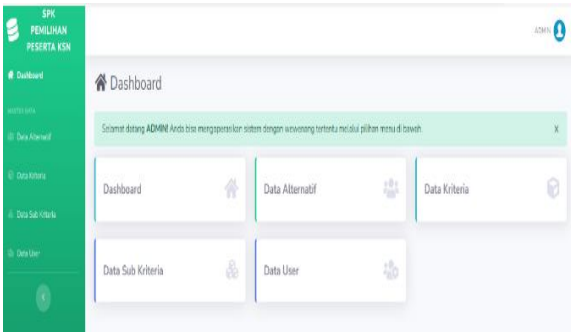 SPK
PEMILIHAN
PESERTA KSN
ADMIN
Dashboard
MASTER DATA
Data Alternatif
Data Kriteria
Data Sub Kriteria
Data User
Dashboard
Selamat datang ADMIN! Anda bisa mengoperasikan sistem dengan wewenang tertentu melalui pilihan menu di bawah.
X
Dashboard
Data Alternatif
Data Kriteria
Data Sub Kriteria
Data User